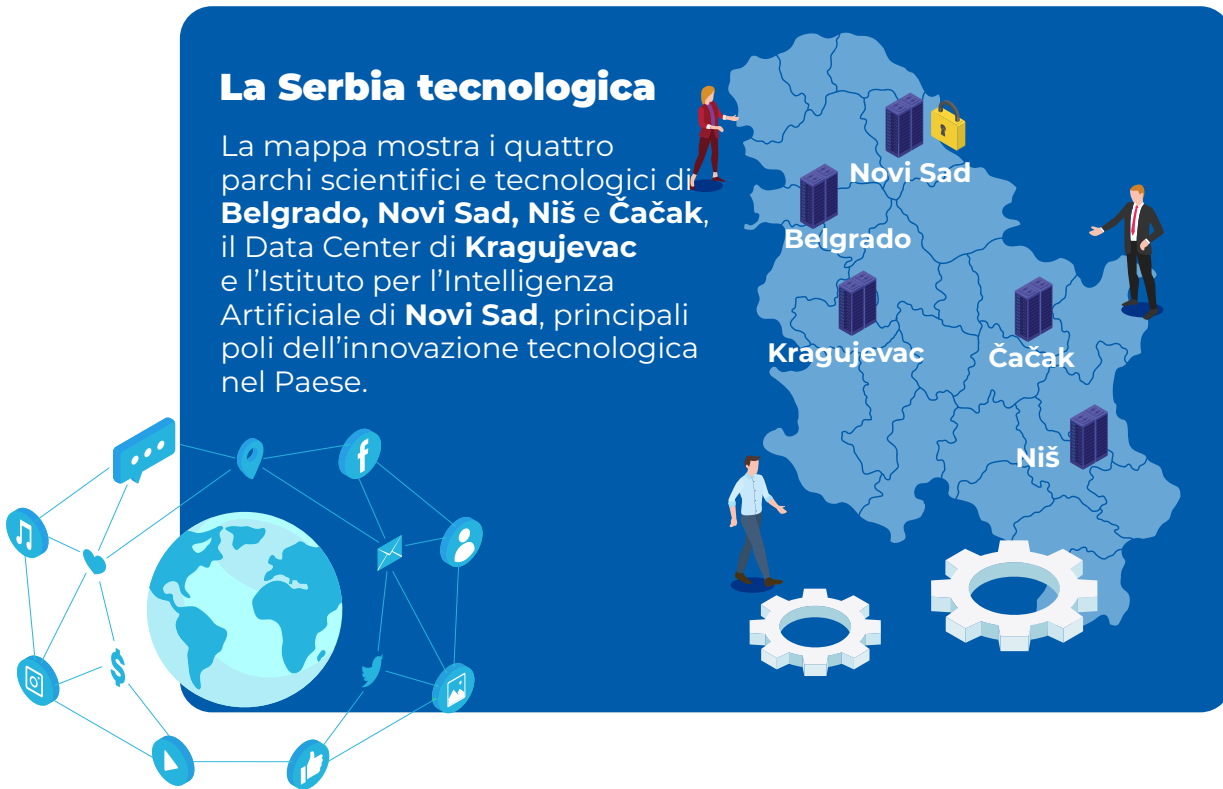 La Serbia tecnologica
La mappa mostra i quattro
parchi scientifici e tecnologici di
Belgrado, Novi Sad, Niš e Čačak,
il Data Center di Kragujevac
e l’Istituto per l’Intelligenza
Artificiale di Novi Sad, principali
poli dell’innovazione tecnologica
nel Paese.
Novi Sad
Belgrado
Kragujevac
Čačak
Niš